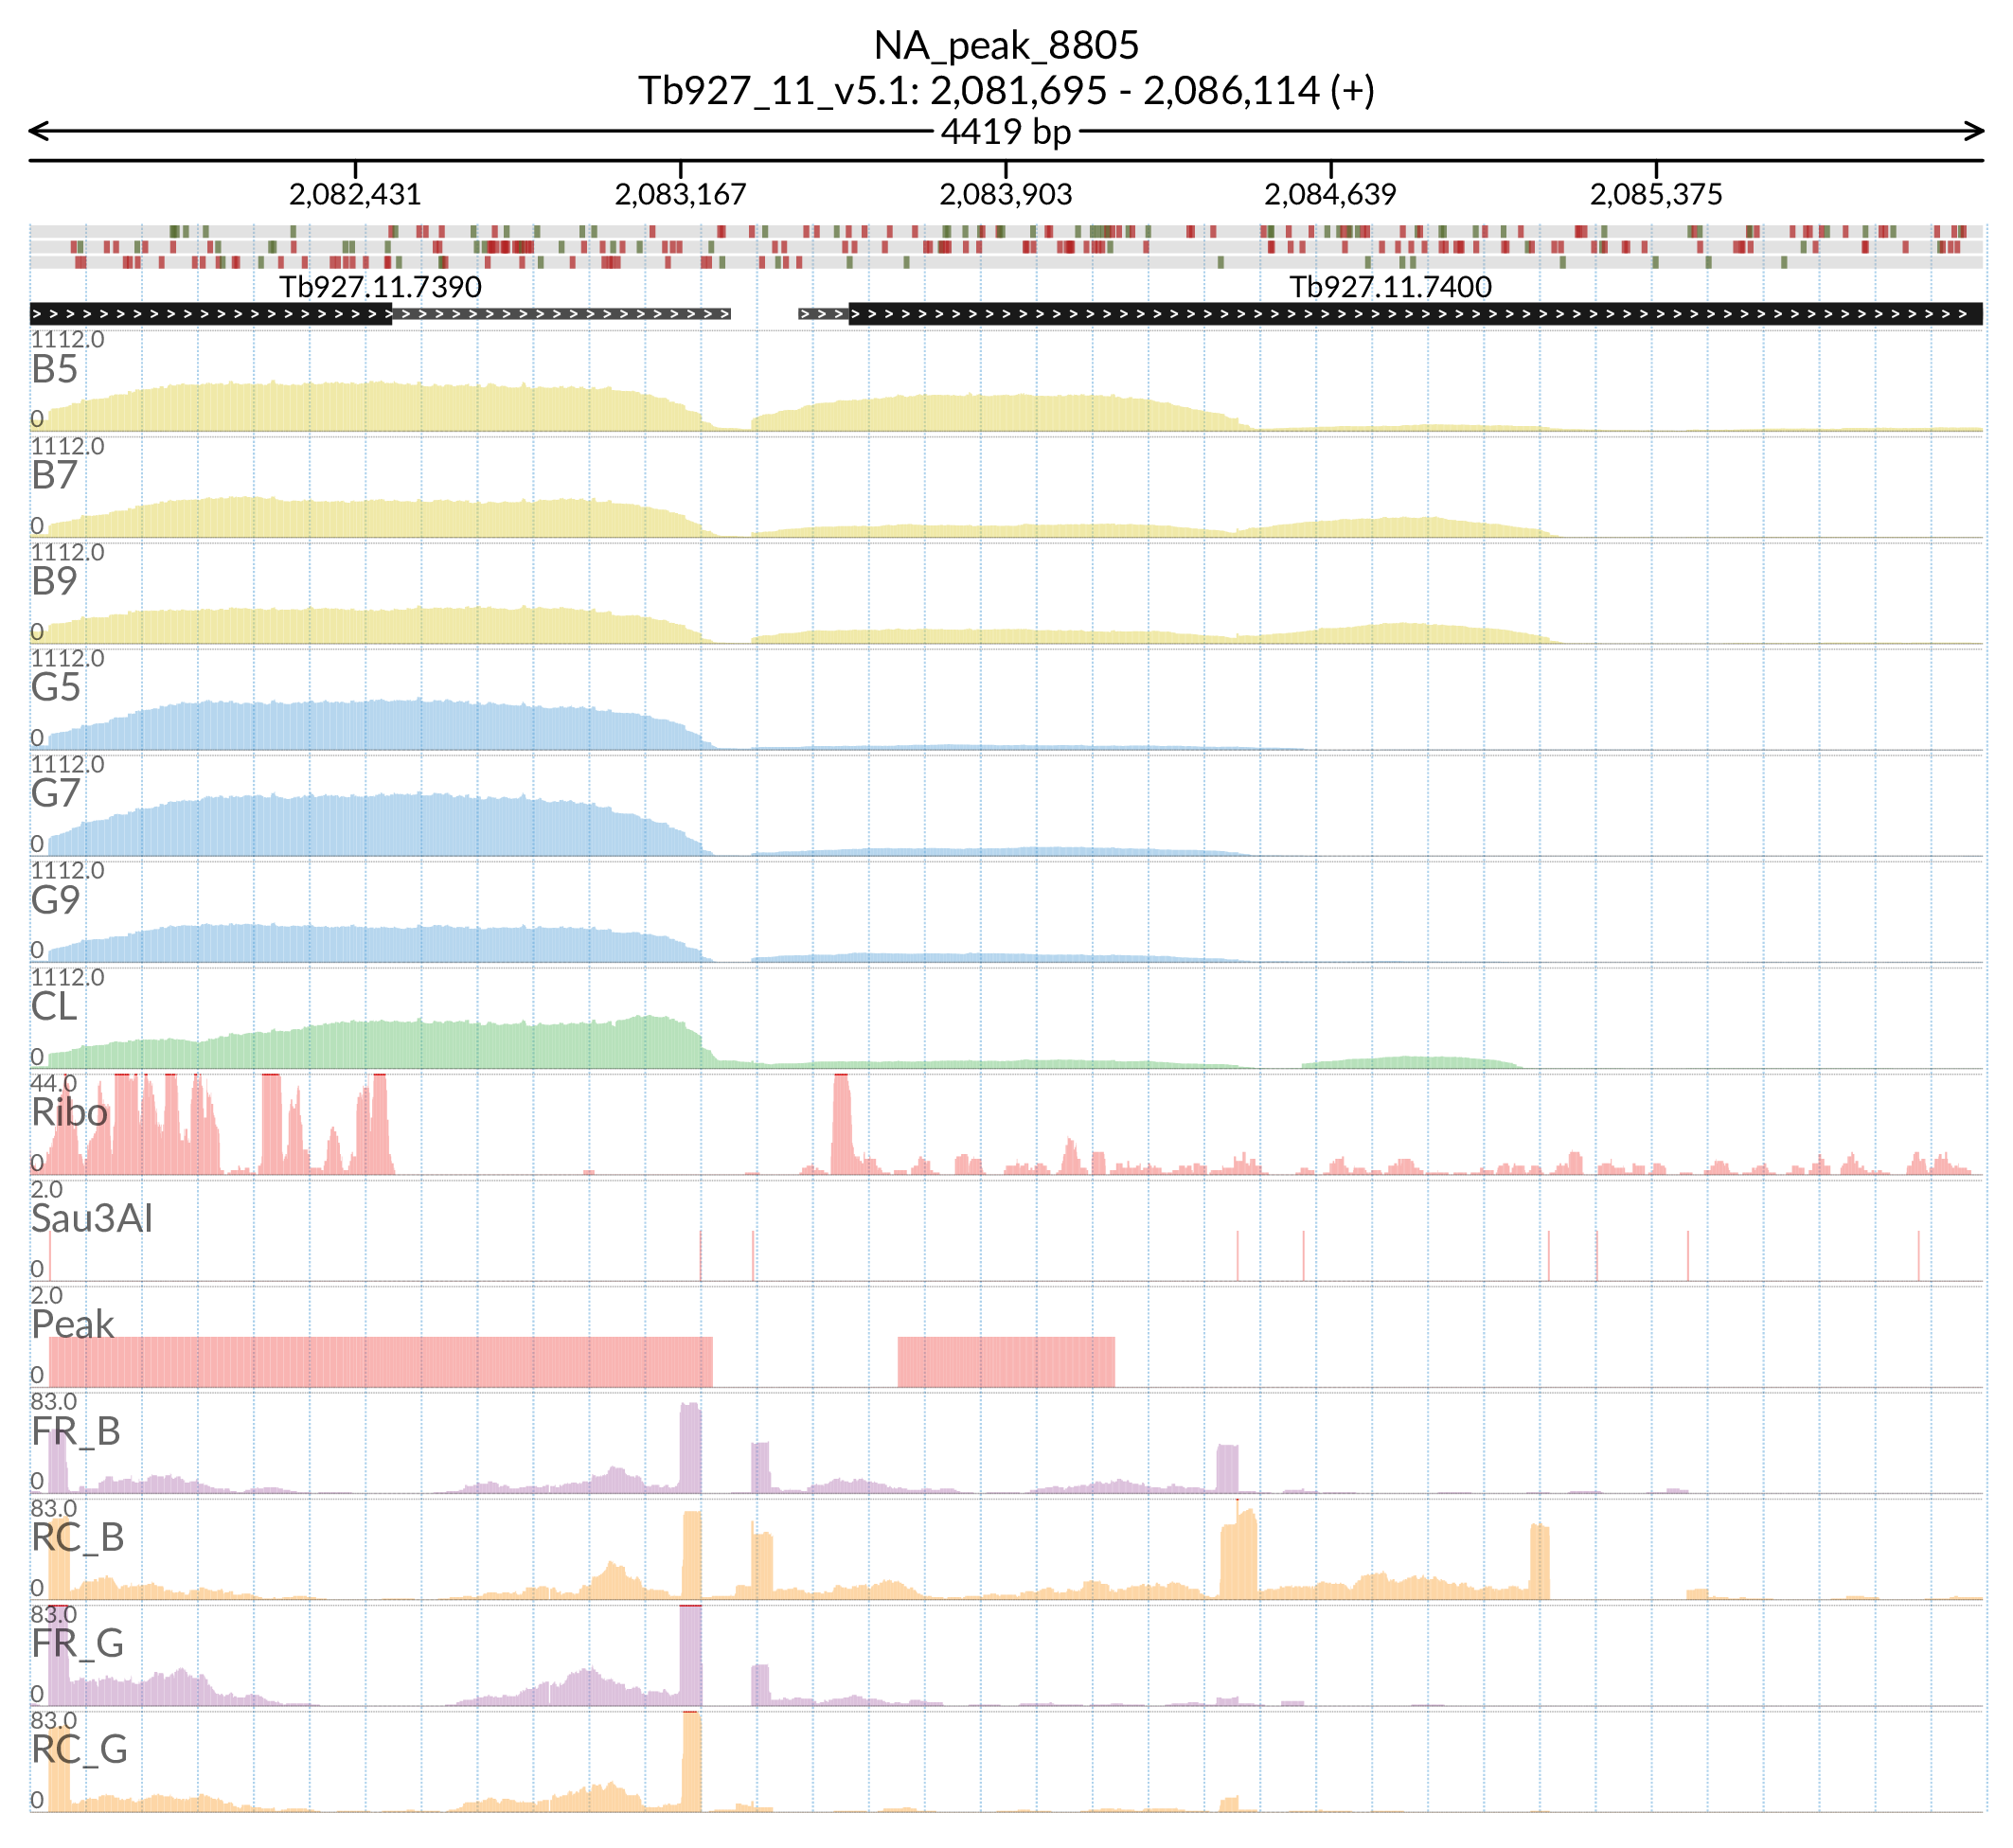 NA_peak_8805
Tb927_11_v5.1: 2,081,695 - 2,086,114 (+)
4419 bp
2,082,431 2,083,167 2,083,903 2,084,639 2,085,375
Tb927.11.7390 Tb927.11.7400
1112.0
B5
0
1112.0
B7
0
1112.0
B9
0
1112.0
G5
0
1112.0
G7
0
1112.0
G9
0
1112.0
CL
0
44.0
Ribo
0
2.0
Sau3AI
0
2.0
Peak
0
83.0
FR_B
0
83.0
RC_B
0
83.0
FR_G
0
83.0
RC_G
0